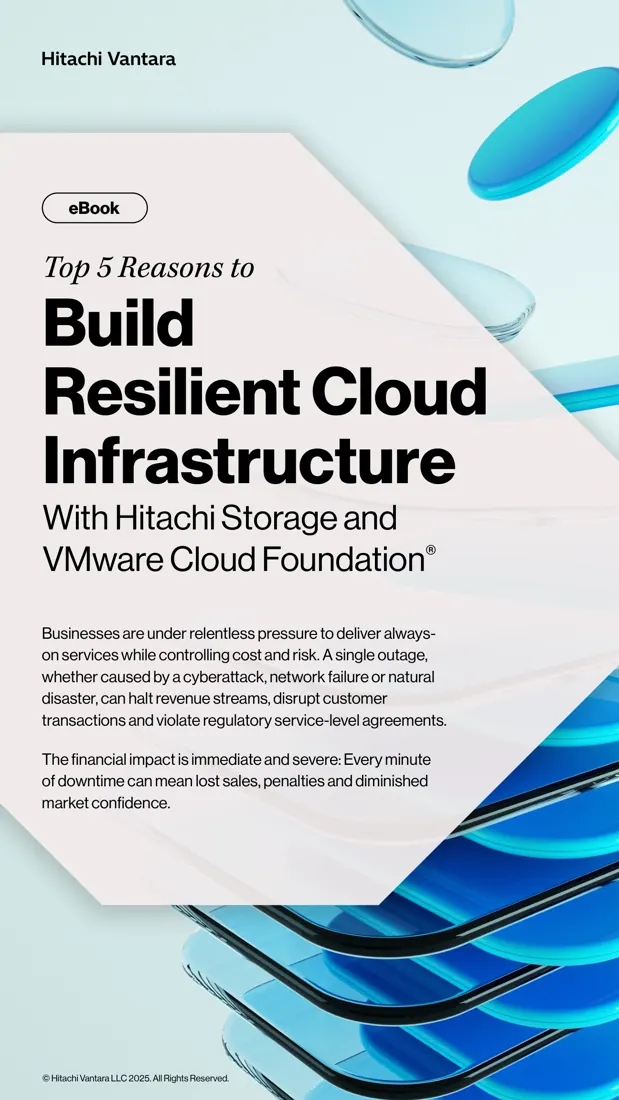 Hitachi Vantara
eBook
Top 5 Reasons to
Build
Resilient Cloud
Infrastructure
With Hitachi Storage and
VMware Cloud Foundation®
Businesses are under relentless pressure to deliver always-
on services while controlling cost and risk. A single outage,
whether caused by a cyberattack, network failure or natural
disaster, can halt revenue streams, disrupt customer
transactions and violate regulatory service-level agreements.
The financial impact is immediate and severe: Every minute
of downtime can mean lost sales, penalties and diminished
market confidence.
© Hitachi Vantara LLC 2025. All Rights Reserved.